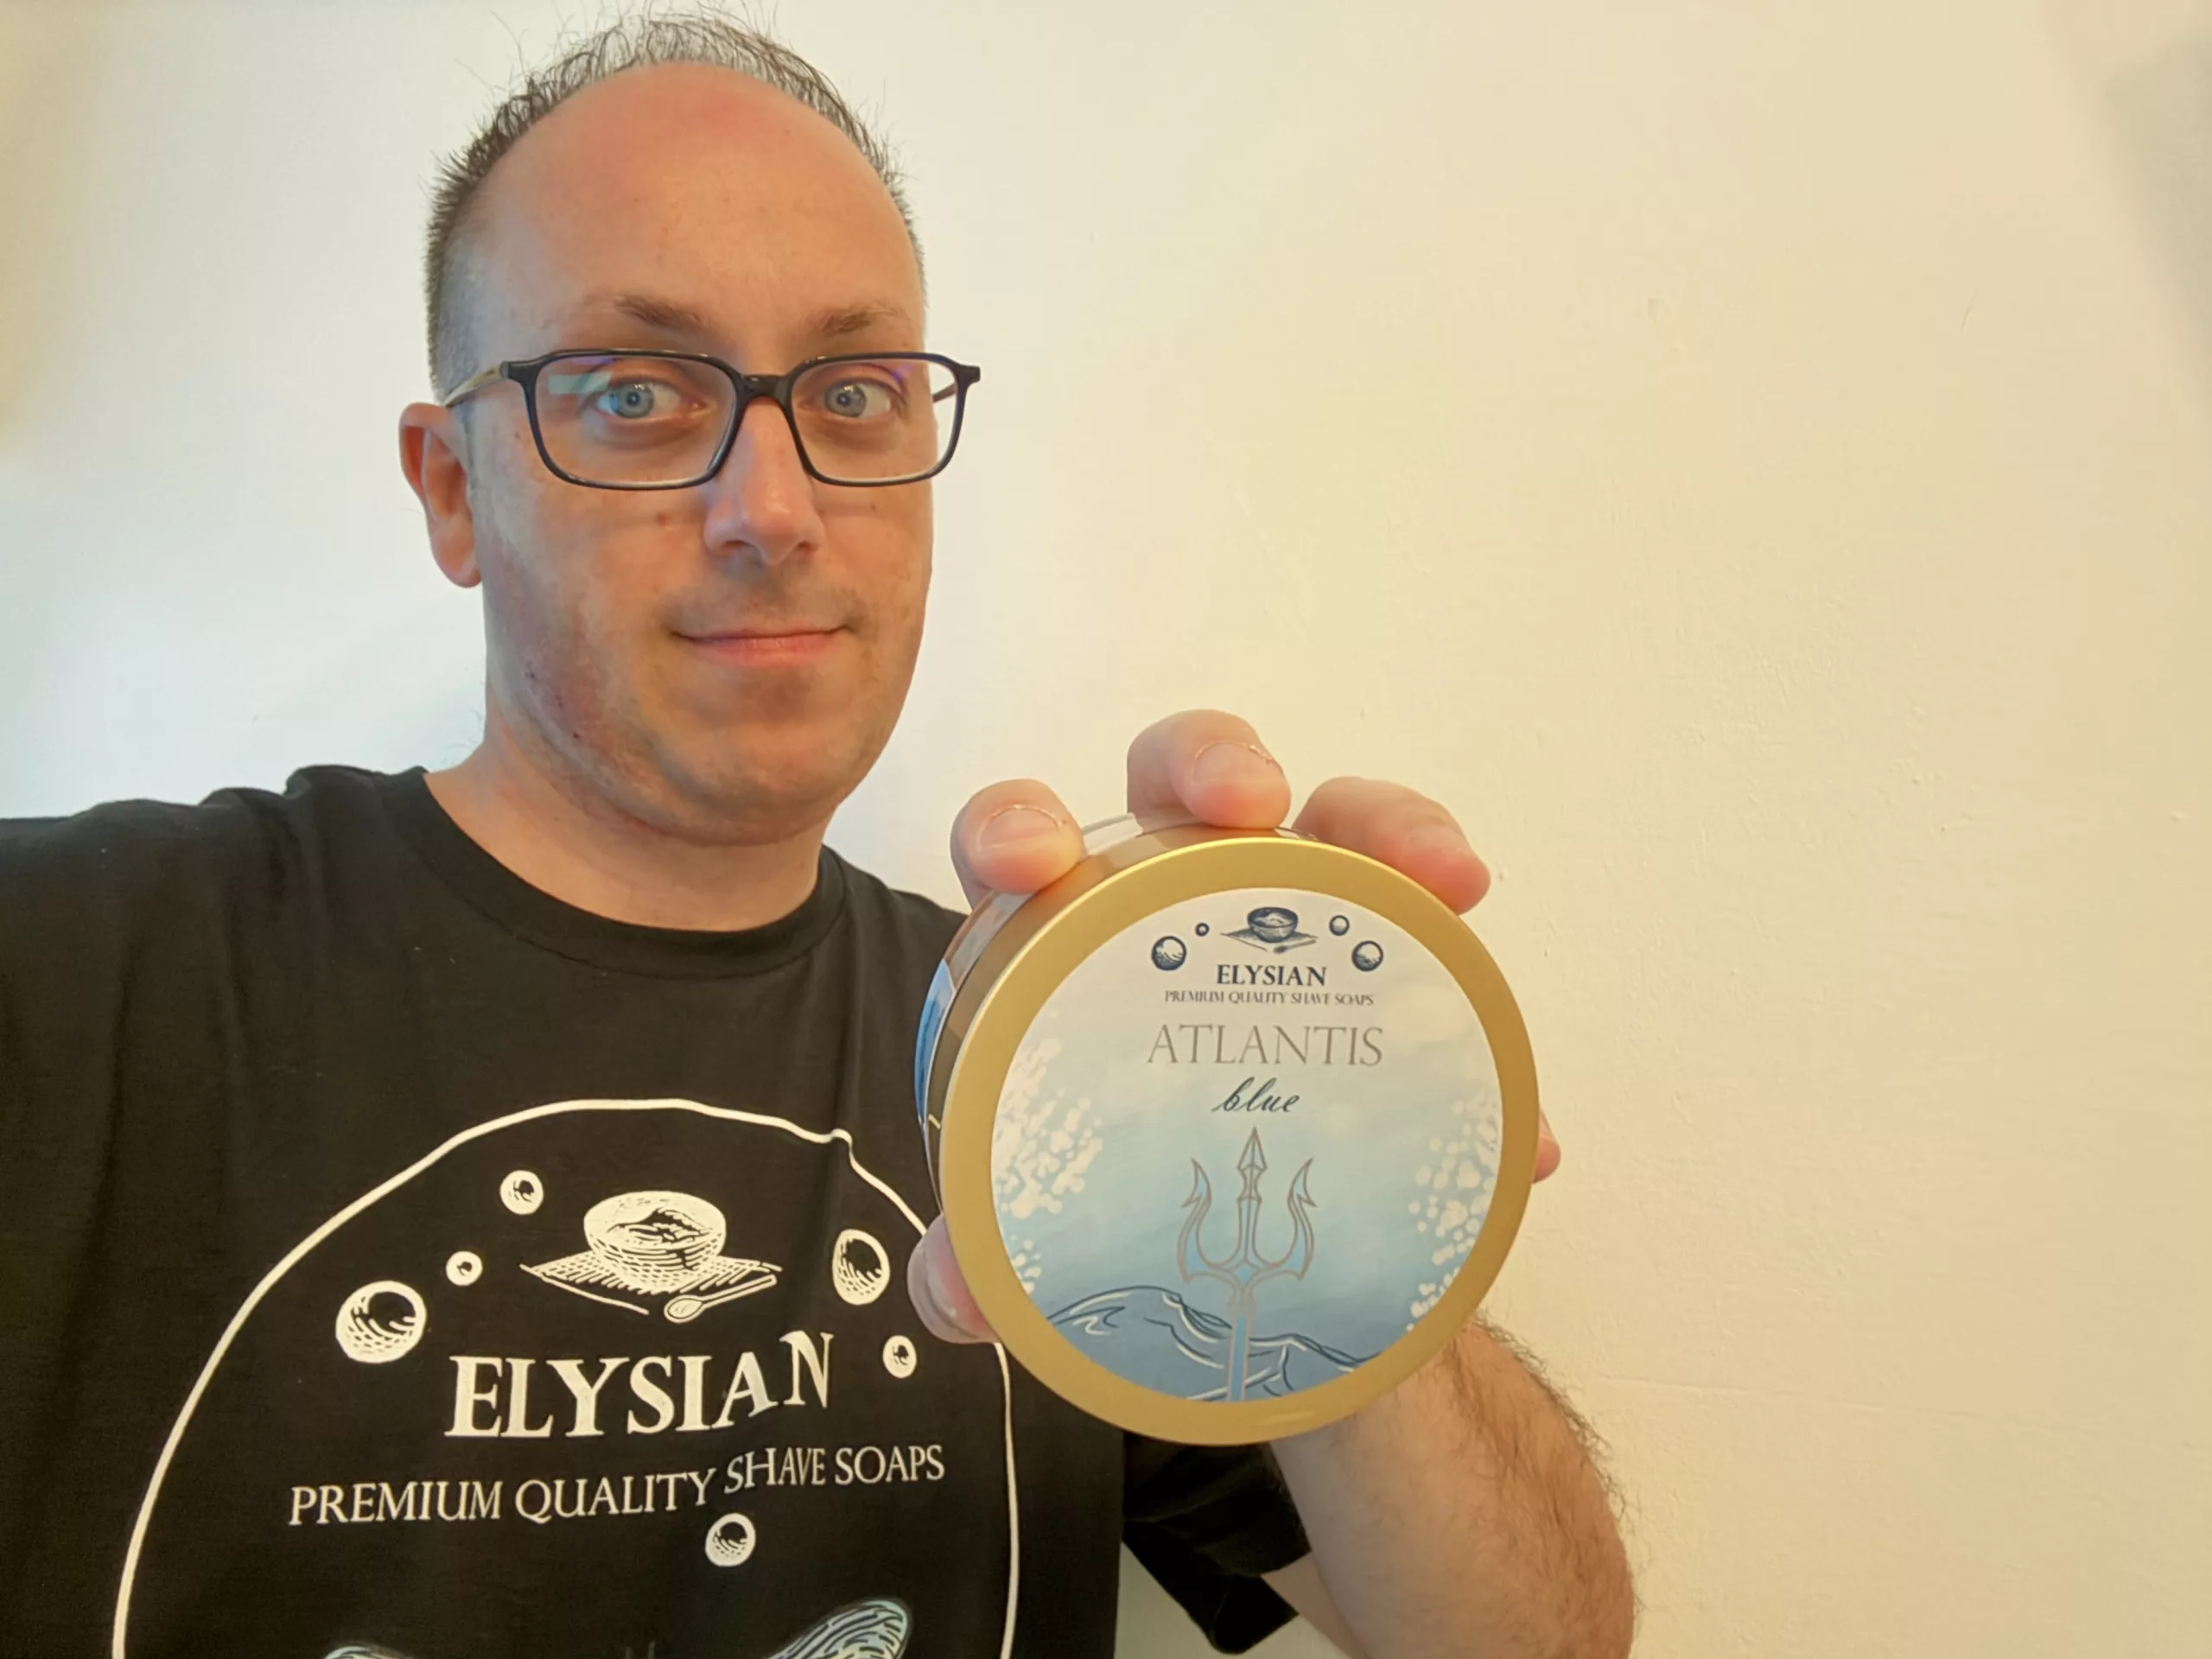 ELYSIAN
PREMIUM QUALITY SHAVE SOAPS
ATLANTIS
blue
ELYSIAN
PREMIUM QUALITY SHAVE SOAPS